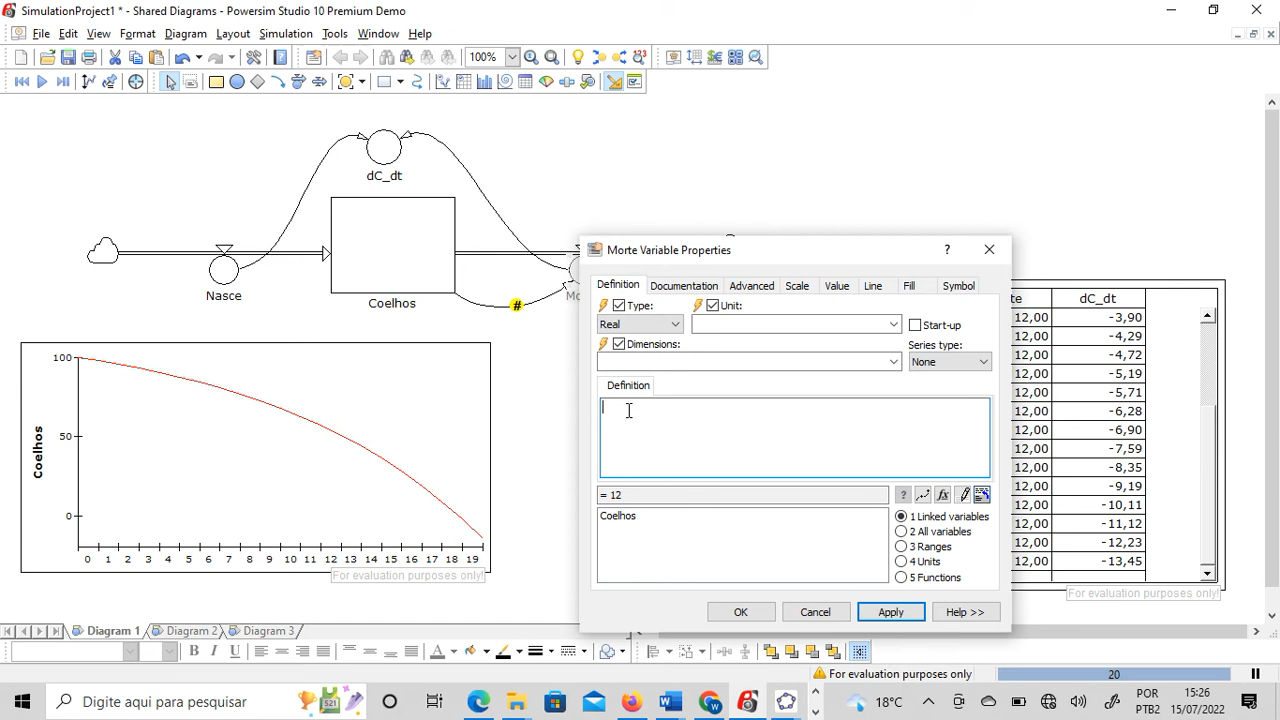 SimulationProject1 * - Shared Diagrams - Powersim Studio 10 Premium Demo
File Edit View Format Diagram Layout Simulation Tools Window Help
100%
dC_dt
Nasce
Coelhos
#
Coelhos
100
50
0
0 1 2 3 4 5 6 7 8 9 10 11 12 13 14 15 16 17 18 19
For evaluation purposes only!
Morte Variable Properties
?
Definition Documentation Advanced Scale Value Line Fill Symbol
Type: Unit:
Real
Start-up
Dimensions:
Series type:
None
Definition
= 12
? fx
Coelhos
1 Linked variables
2 All variables
3 Ranges
4 Units
5 Functions
OK Cancel Apply Help >>
te dC_dt
12,00 -3,90
12,00 -4,29
12,00 -4,72
12,00 -5,19
12,00 -5,71
12,00 -6,28
12,00 -6,90
12,00 -7,59
12,00 -8,35
12,00 -9,19
12,00 -10,11
12,00 -11,12
12,00 -12,23
12,00 -13,45
For evaluation purposes only!
Diagram 1 Diagram 2 Diagram 3
B I U A
For evaluation purposes only 20
Digite aqui para pesquisar
521
18°C
POR
PTB2
15:26
15/07/2022